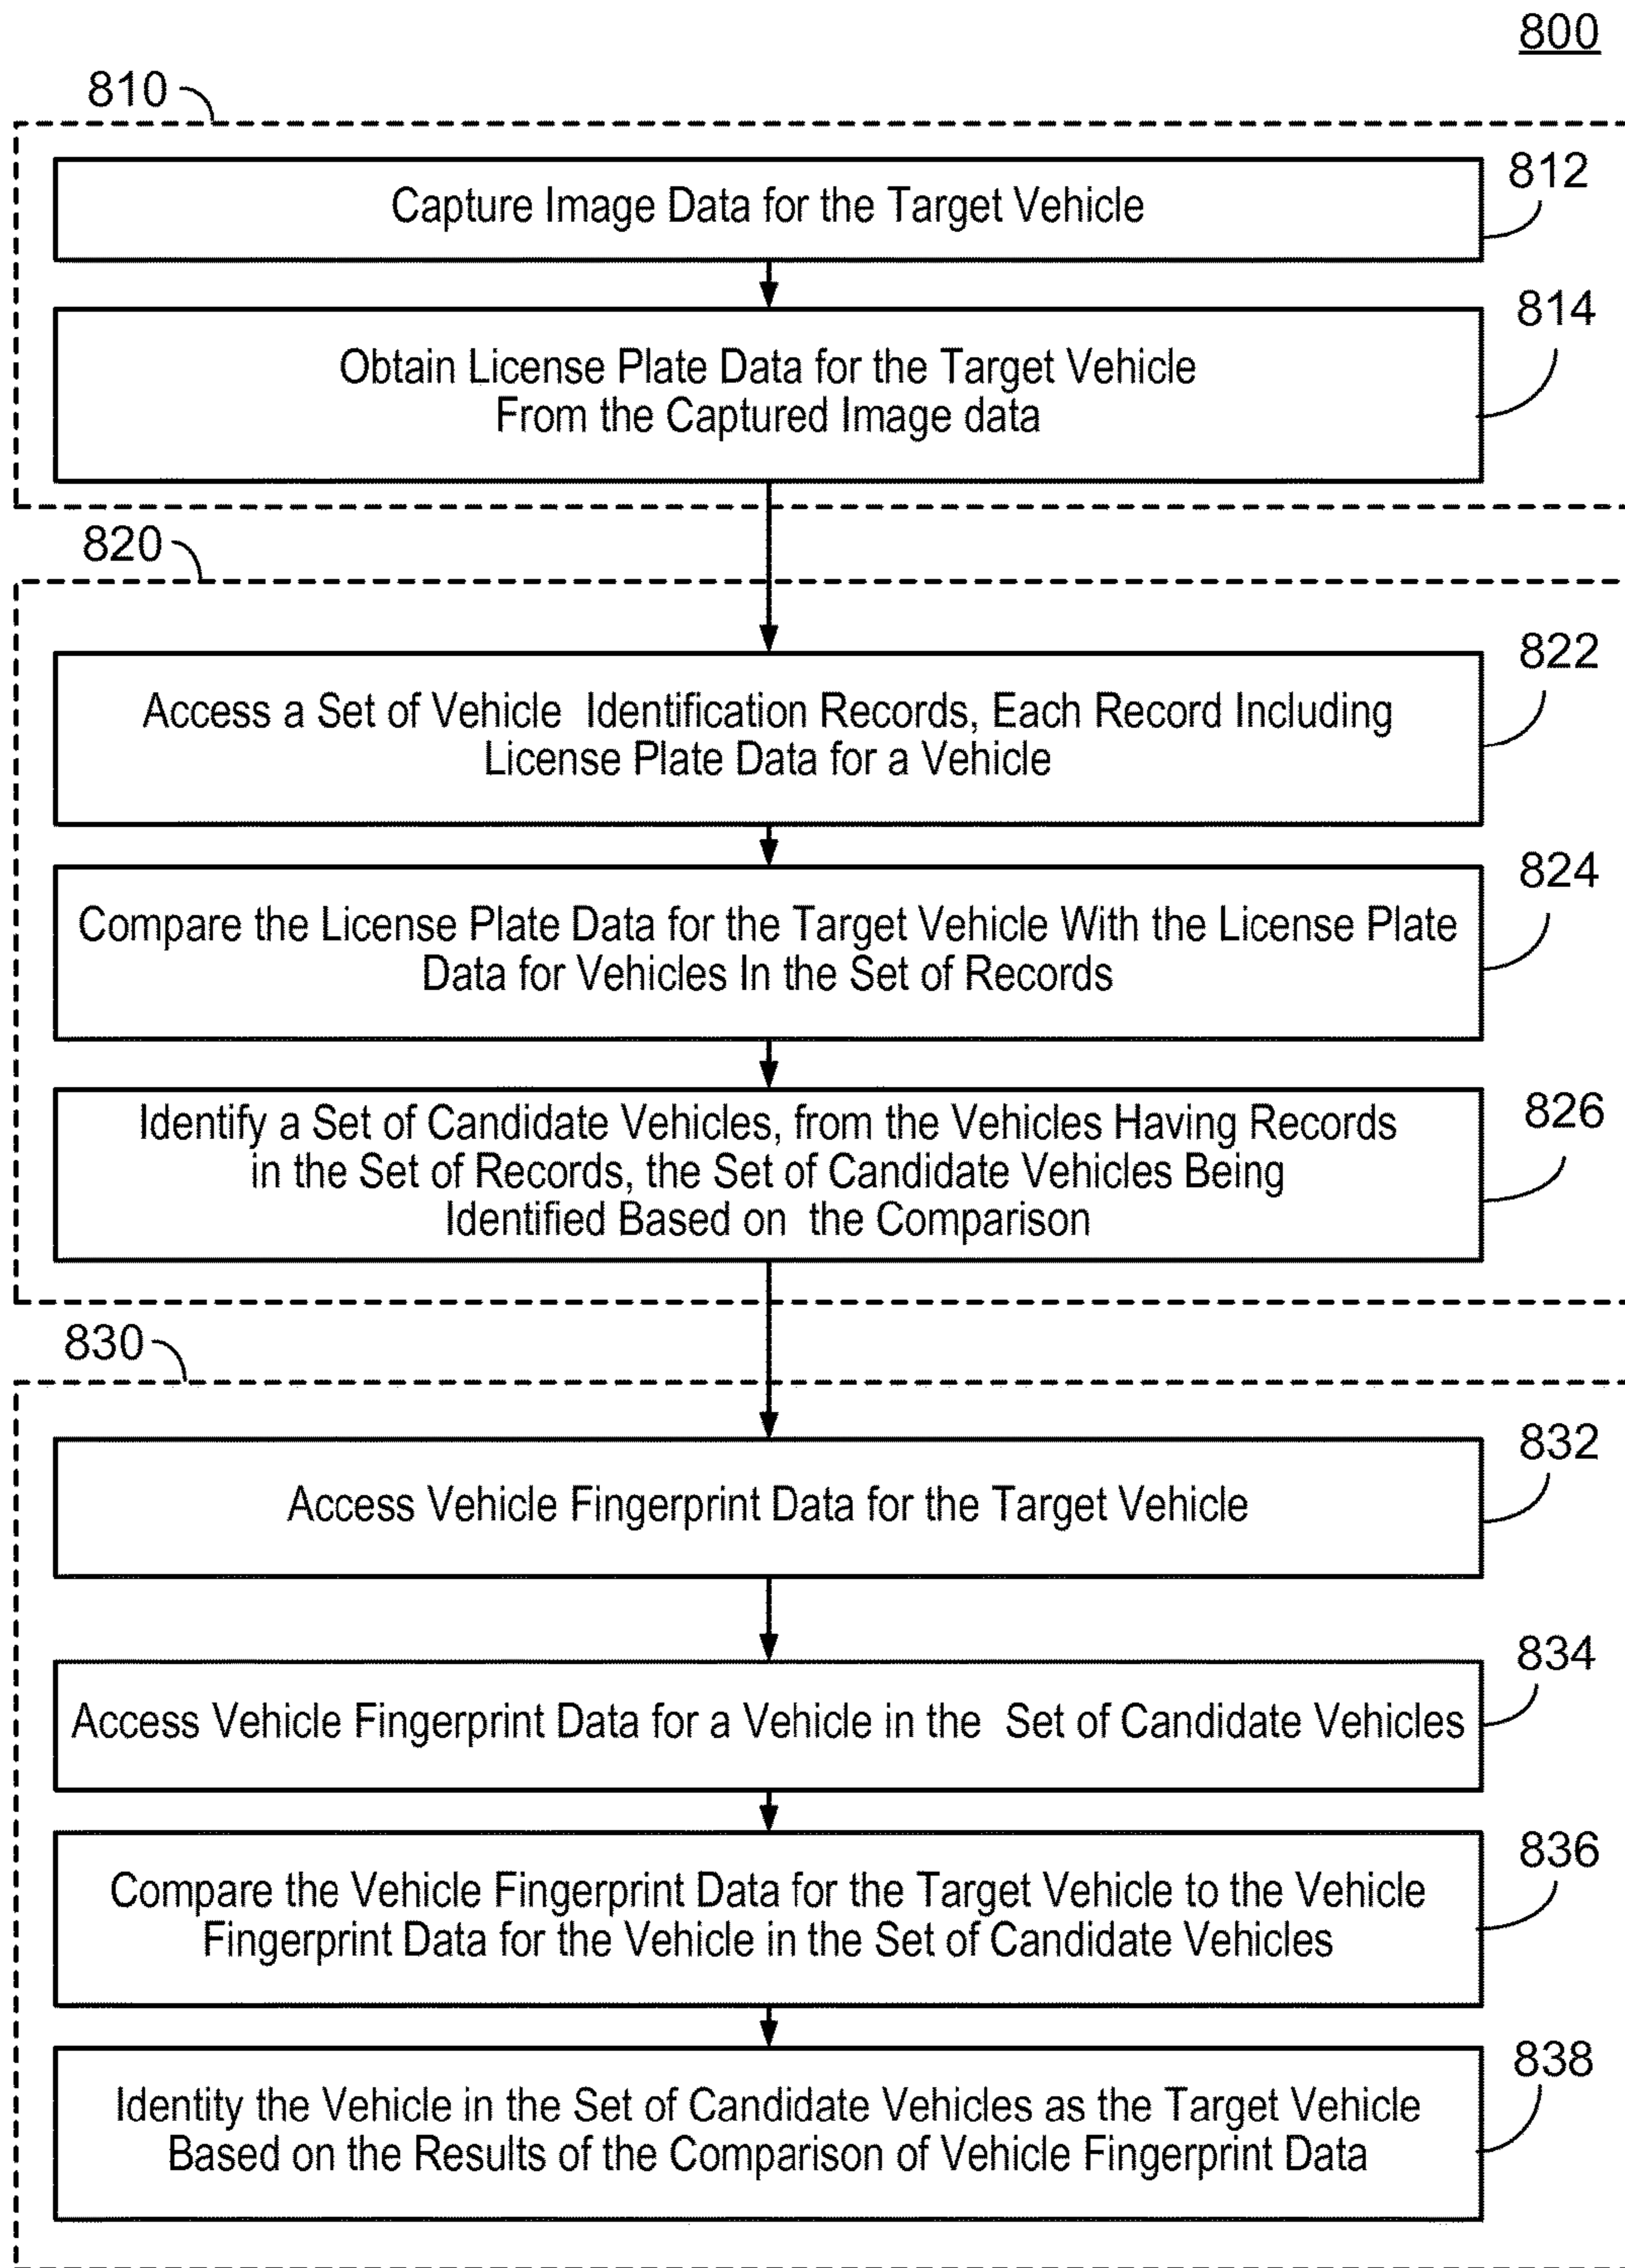 800
810
812
Capture Image Data for the Target Vehicle
814
Obtain License Plate Data for the Target Vehicle
From the Captured Image data
820
822
Access a Set of Vehicle Identification Records, Each Record Including
License Plate Data for a Vehicle
824
Compare the License Plate Data for the Target Vehicle With the License Plate
Data for Vehicles In the Set of Records
826
Identify a Set of Candidate Vehicles, from the Vehicles Having Records
in the Set of Records, the Set of Candidate Vehicles Being
Identified Based on the Comparison
830
832
Access Vehicle Fingerprint Data for the Target Vehicle
834
Access Vehicle Fingerprint Data for a Vehicle in the Set of Candidate Vehicles
836
Compare the Vehicle Fingerprint Data for the Target Vehicle to the Vehicle
Fingerprint Data for the Vehicle in the Set of Candidate Vehicles
838
Identity the Vehicle in the Set of Candidate Vehicles as the Target Vehicle
Based on the Results of the Comparison of Vehicle Fingerprint Data